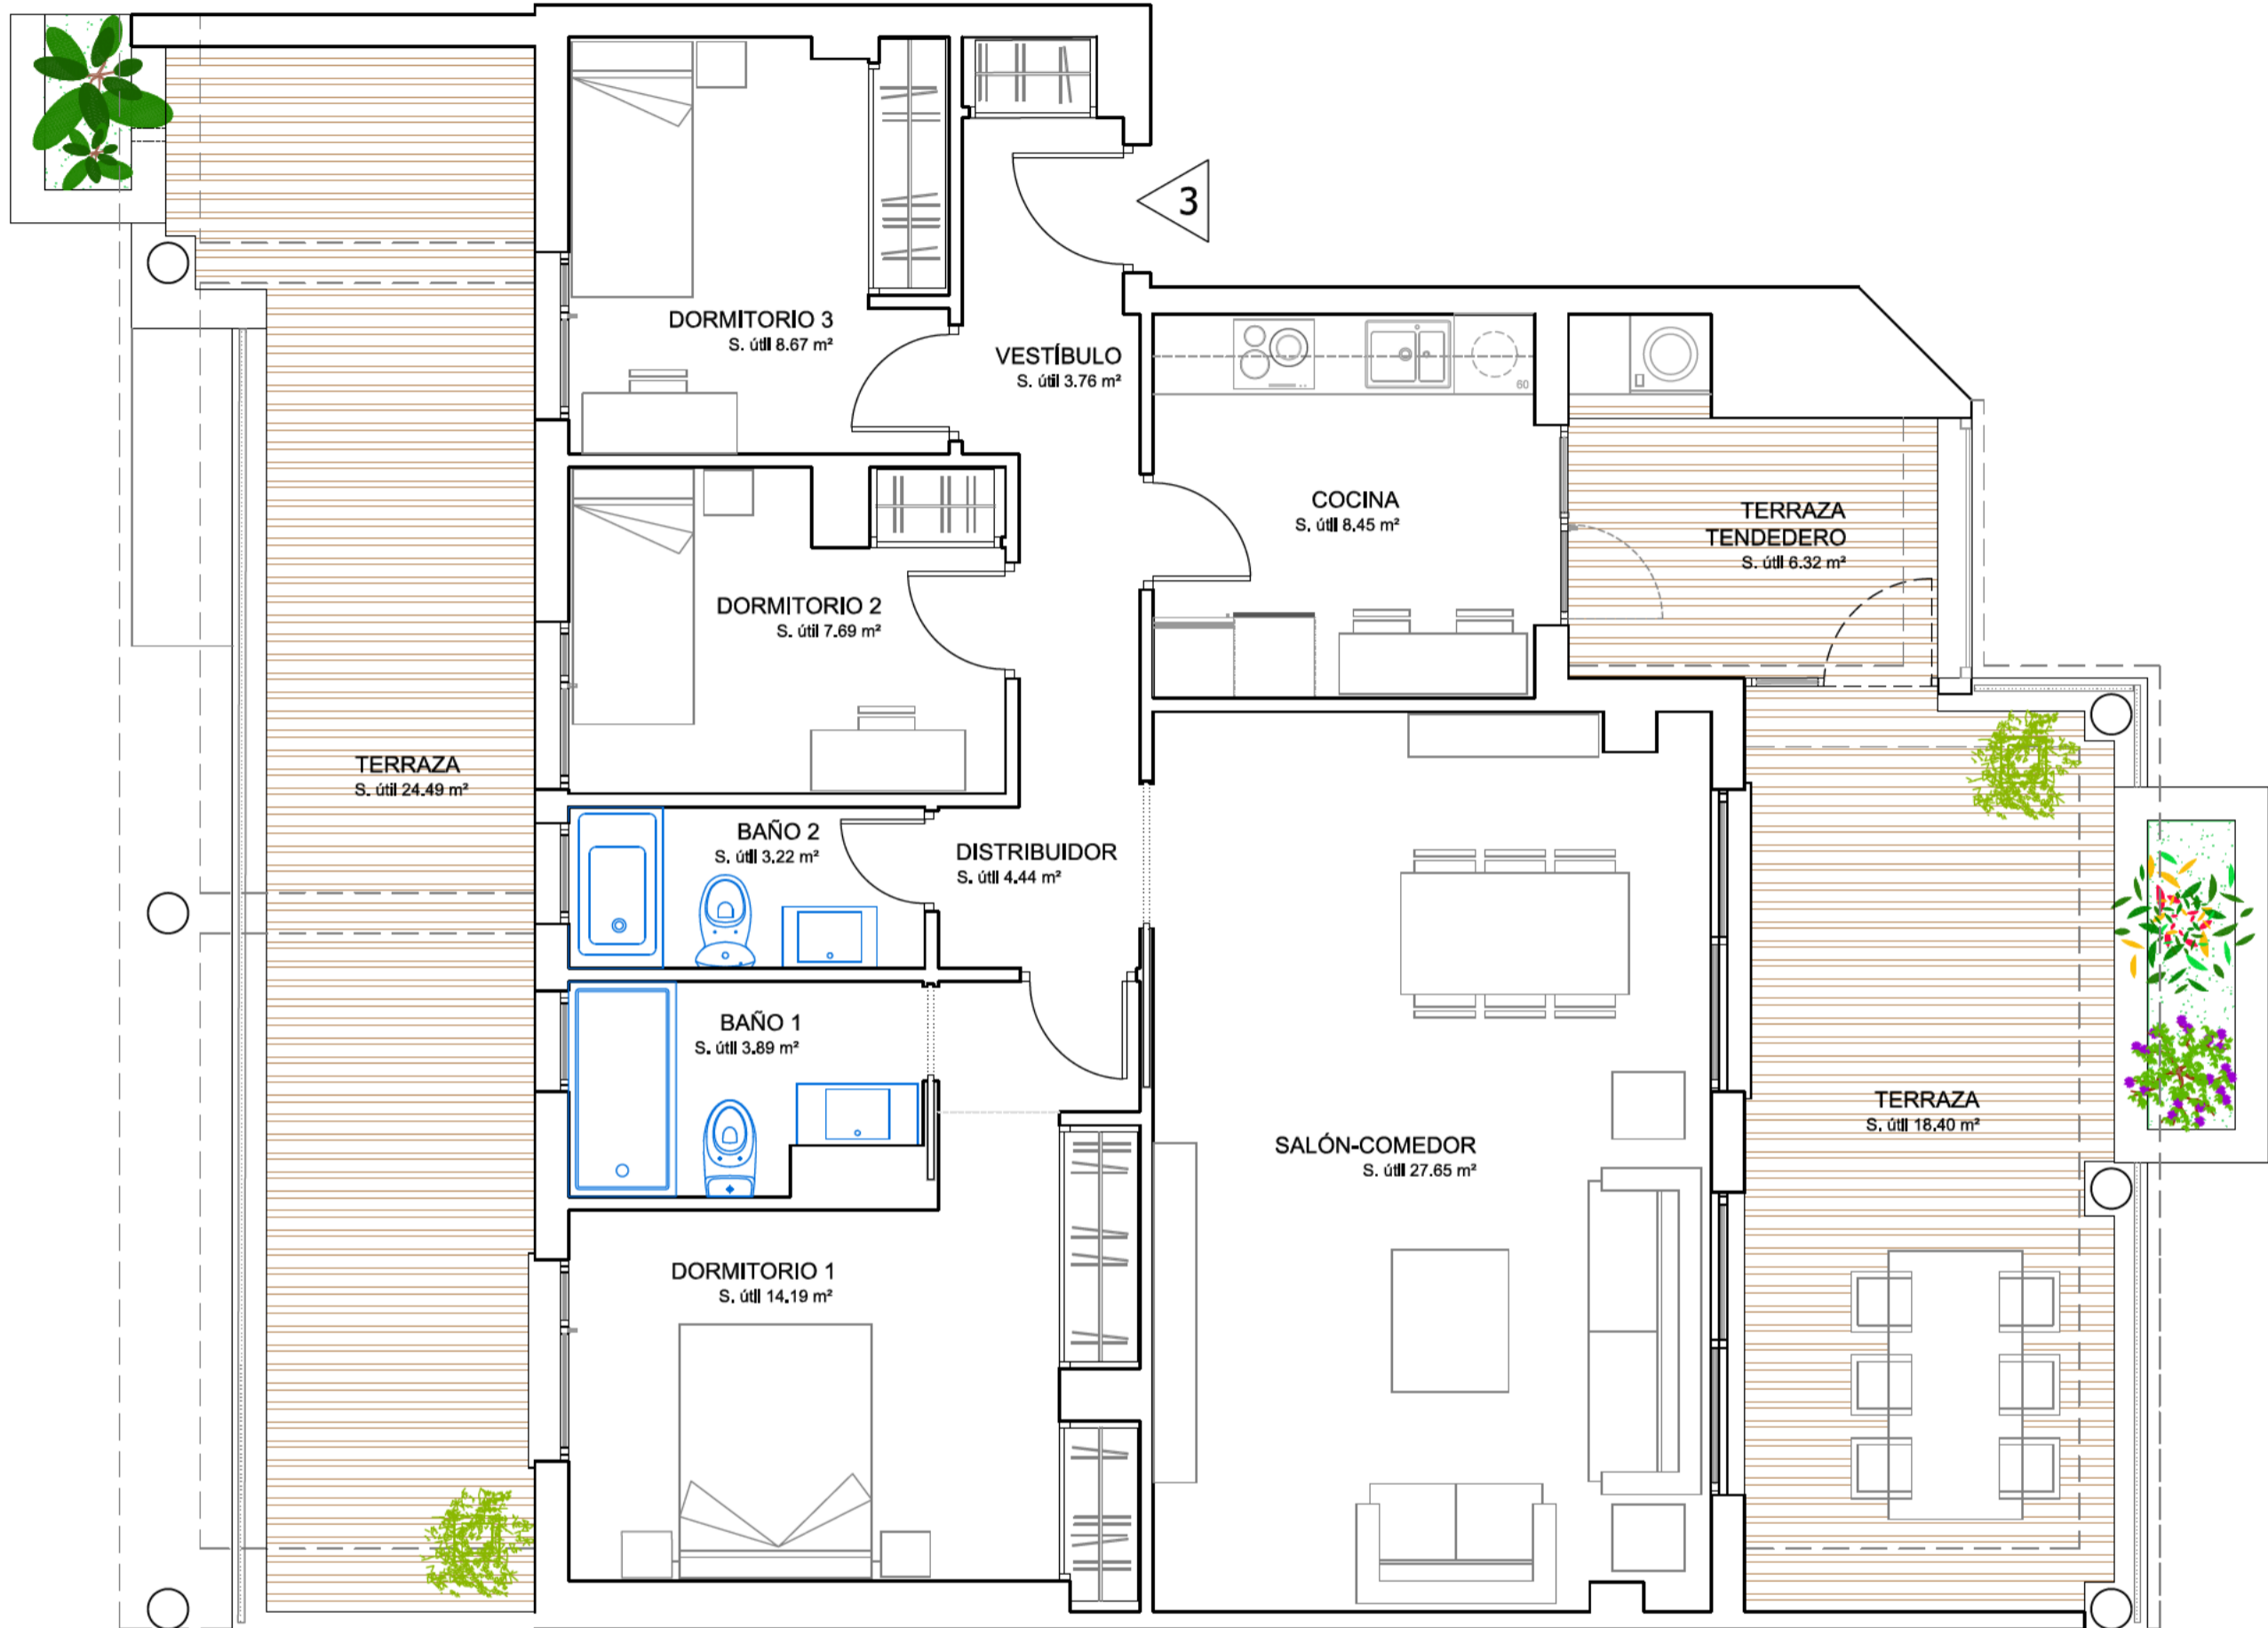 3
DORMITORIO 3
S. útil 8.67 m²
VESTÍBULO
S. útil 3.76 m²
60
COCINA
S. útil 8.45 m²
TERRAZA
TENDEDERO
S. útil 6.32 m²
DORMITORIO 2
S. útil 7.69 m²
TERRAZA
S. útil 24.49 m²
BAÑO 2
S. útil 3.22 m²
DISTRIBUIDOR
S. útil 4.44 m²
BAÑO 1
S. útil 3.89 m²
TERRAZA
S. útil 18.40 m²
SALÓN-COMEDOR
S. útil 27.65 m²
DORMITORIO 1
S. útil 14.19 m²